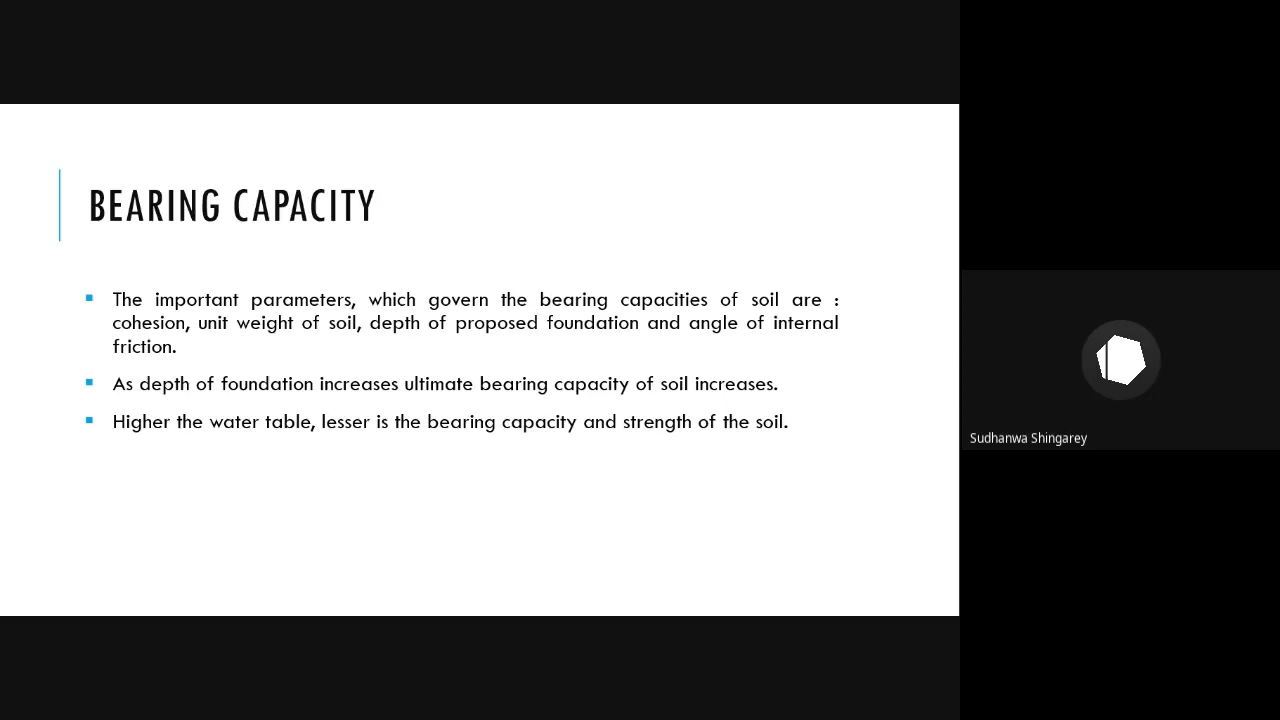 BEARING CAPACITY
The important parameters, which govern the bearing capacities of soil are :
cohesion, unit weight of soil, depth of proposed foundation and angle of internal
friction.
As depth of foundation increases ultimate bearing capacity of soil increases.
Higher the water table, lesser is the bearing capacity and strength of the soil.
Sudhanwa Shingarey